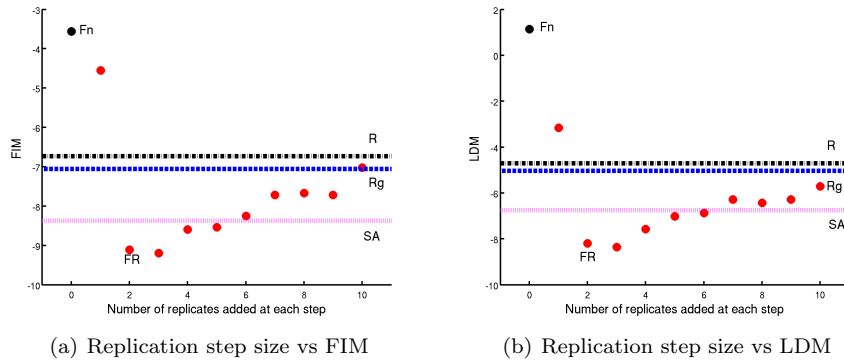 -3
Fn
-4
-5
-6
R
FIM
-7
Rg
-8
SA
-9
FR
-10
0 2 4 6 8 10
Number of replicates added at each step
(a) Replication step size vs FIM
2
Fn
0
-2
-4
R
LDM
-6
Rg
SA
-8
FR
-10
0 2 4 6 8 10
Number of replicates added at each step
(b) Replication step size vs LDM